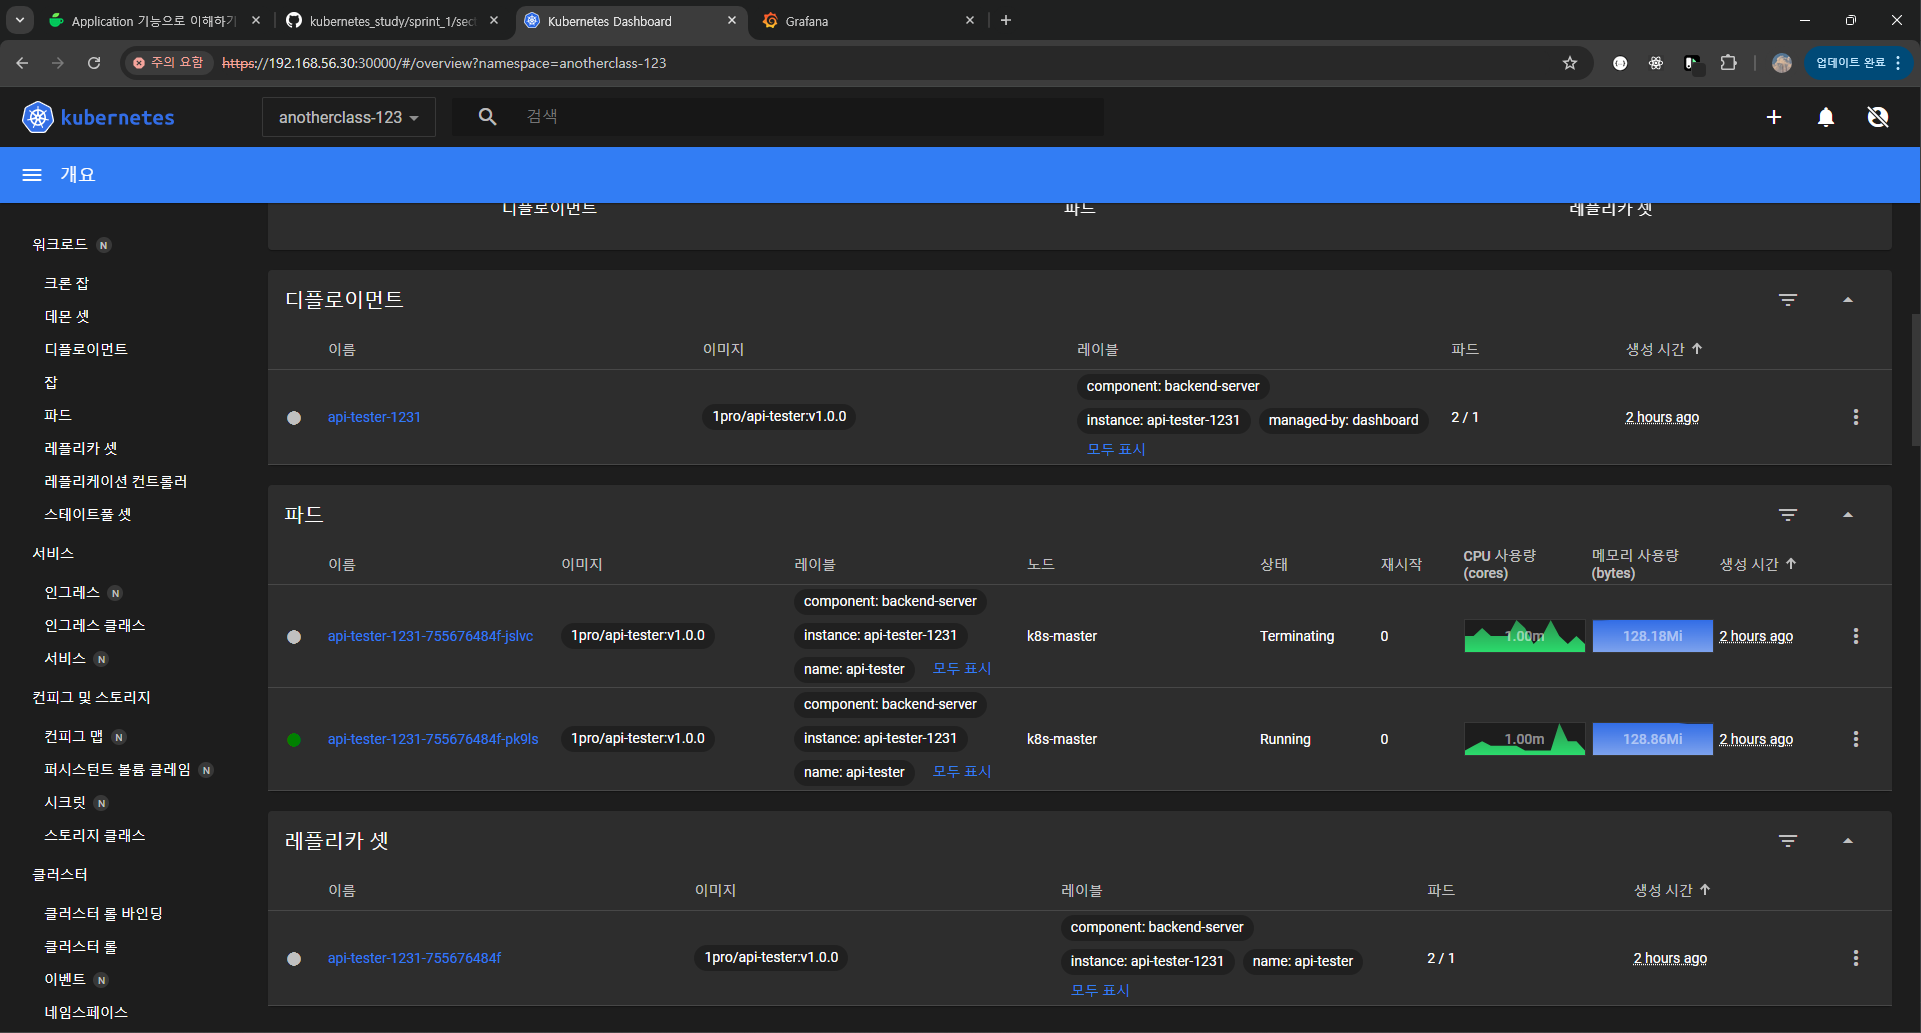 Application 기능으로 이해하기
kubernetes_study/sprint_1/sect
Kubernetes Dashboard
Grafana
주의 요함
https://192.168.56.30:30000/#/overview?namespace=anotherclass-123
업데이트 완료
kubernetes
anotherclass-123
검색
개요
디플로이먼트
파드
레플리카 셋
워크로드 N
크론 잡
데몬 셋
디플로이먼트
잡
파드
레플리카 셋
레플리케이션 컨트롤러
스테이트풀 셋
서비스
인그레스 N
인그레스 클래스
서비스 N
컨피그 및 스토리지
컨피그 맵 N
퍼시스턴트 볼륨 클레임 N
시크릿 N
스토리지 클래스
클러스터
클러스터 롤 바인딩
클러스터 롤
이벤트 N
네임스페이스
디플로이먼트
이름 이미지 레이블 파드 생성 시간
component: backend-server
api-tester-1231 1pro/api-tester:v1.0.0 instance: api-tester-1231 managed-by: dashboard 2 / 1 2 hours ago
모두 표시
파드
이름 이미지 레이블 노드 상태 재시작 CPU 사용량 (cores) 메모리 사용량 (bytes) 생성 시간
component: backend-server
api-tester-1231-755676484f-jslvc 1pro/api-tester:v1.0.0 instance: api-tester-1231 k8s-master Terminating 0 1.00m 128.18Mi 2 hours ago
name: api-tester 모두 표시
component: backend-server
api-tester-1231-755676484f-pk9ls 1pro/api-tester:v1.0.0 instance: api-tester-1231 k8s-master Running 0 1.00m 128.86Mi 2 hours ago
name: api-tester 모두 표시
레플리카 셋
이름 이미지 레이블 파드 생성 시간
component: backend-server
api-tester-1231-755676484f 1pro/api-tester:v1.0.0 instance: api-tester-1231 name: api-tester 2 / 1 2 hours ago
모두 표시